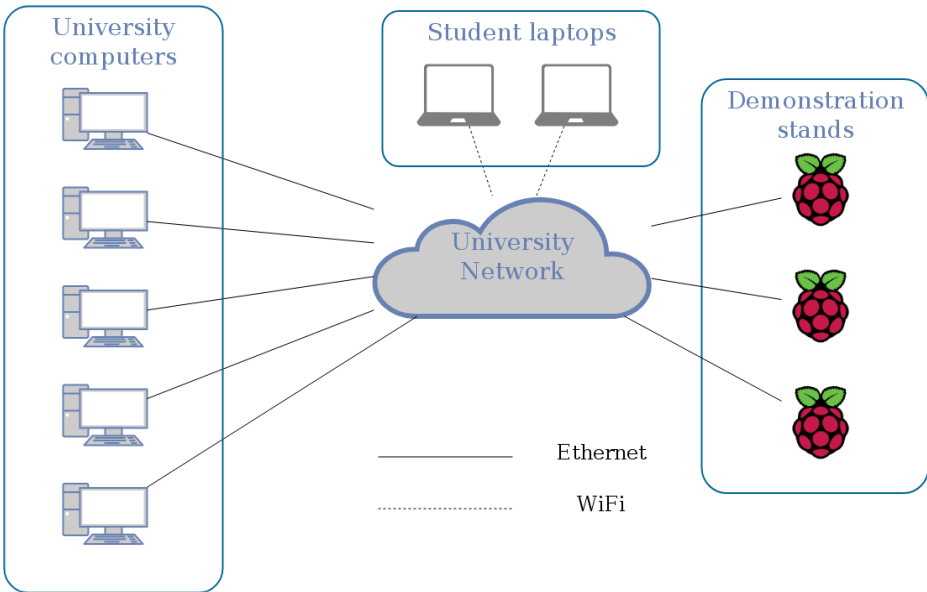 University
computers
Student laptops
Demonstration
stands
University
Network
Ethernet
WiFi